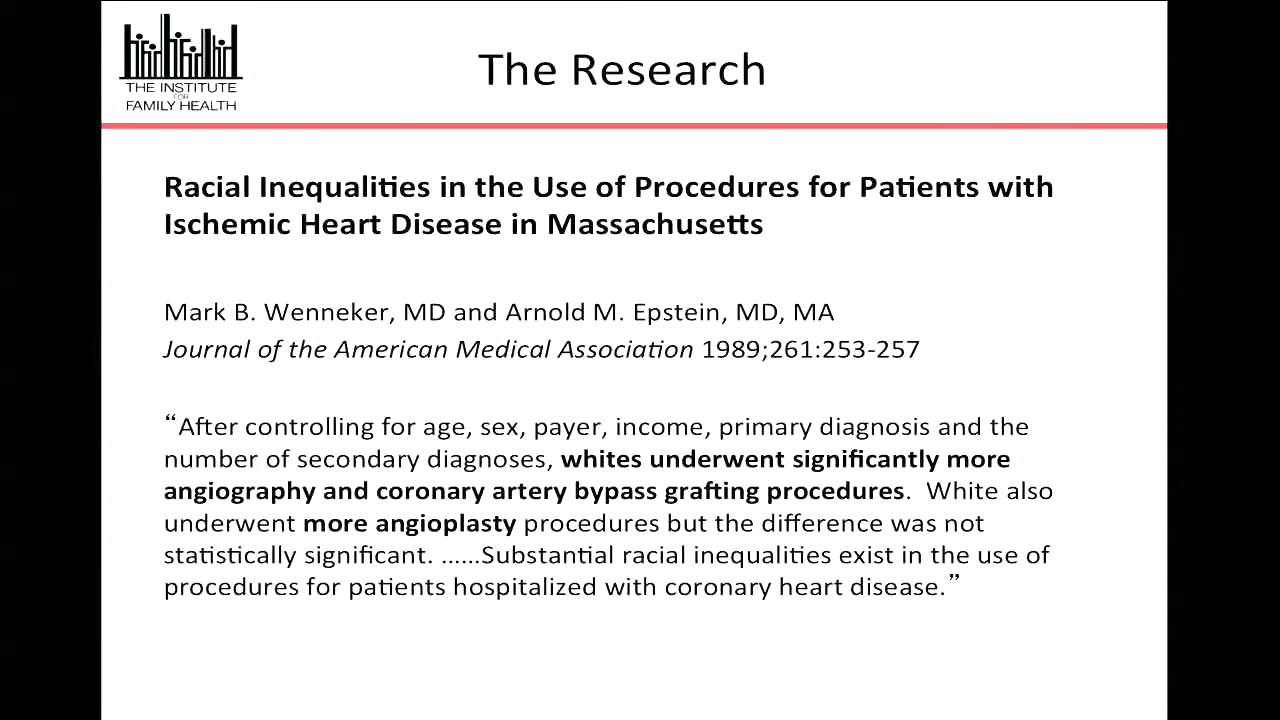 THE INSTITUTE
FOR
FAMILY HEALTH
The Research
Racial Inequalities in the Use of Procedures for Patients with
Ischemic Heart Disease in Massachusetts
Mark B. Wenneker, MD and Arnold M. Epstein, MD, MA
Journal of the American Medical Association 1989;261:253-257
“After controlling for age, sex, payer, income, primary diagnosis and the
number of secondary diagnoses, whites underwent significantly more
angiography and coronary artery bypass grafting procedures.  White also
underwent more angioplasty procedures but the difference was not
statistically significant. ......Substantial racial inequalities exist in the use of
procedures for patients hospitalized with coronary heart disease.”